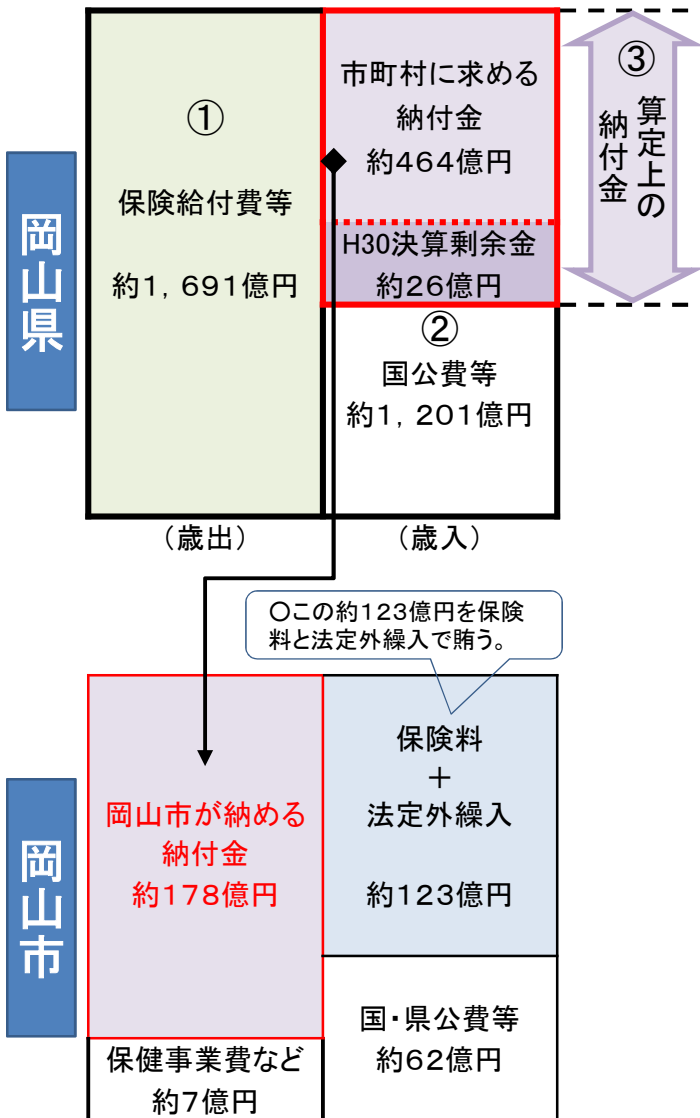 岡山県
①
保険給付費等
約1,691億円
(歳出)
市町村に求める
納付金
約464億円
H30決算剰余金
約26億円
②
国公費等
約1,201億円
(歳入)
③
算定上の
納付金
〇この約123億円を保険
料と法定外繰入で賄う。
岡山市
岡山市が納める
納付金
約178億円
保健事業費など
約7億円
保険料
+
法定外繰入
約123億円
国・県公費等
約62億円